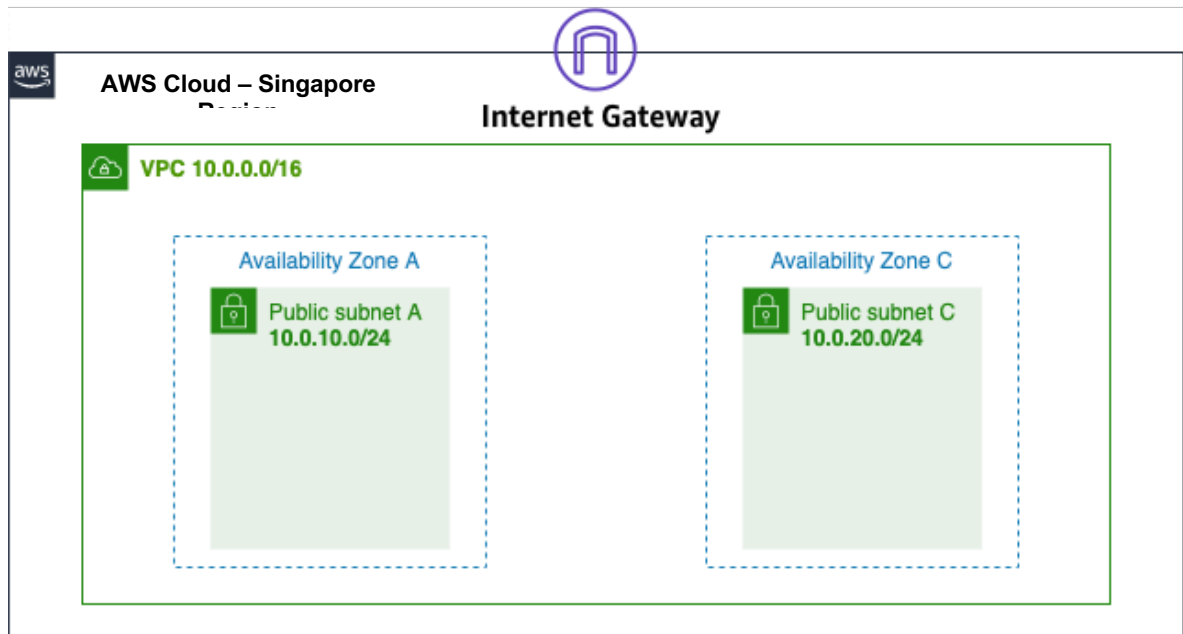 aws
AWS Cloud – Singapore
Region
Internet Gateway
VPC 10.0.0.0/16
Availability Zone A
Public subnet A
10.0.10.0/24
Availability Zone C
Public subnet C
10.0.20.0/24